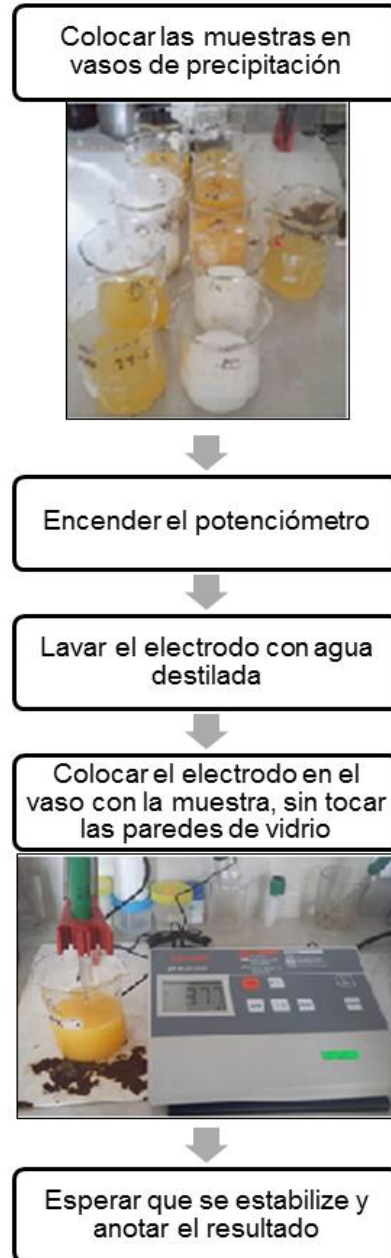 Colocar las muestras en
vasos de precipitación
Encender el potenciómetro
Lavar el electrodo con agua
destilada
Colocar el electrodo en el
vaso con la muestra, sin tocar
las paredes de vidrio
3.77
Esperar que se estabilize y
anotar el resultado